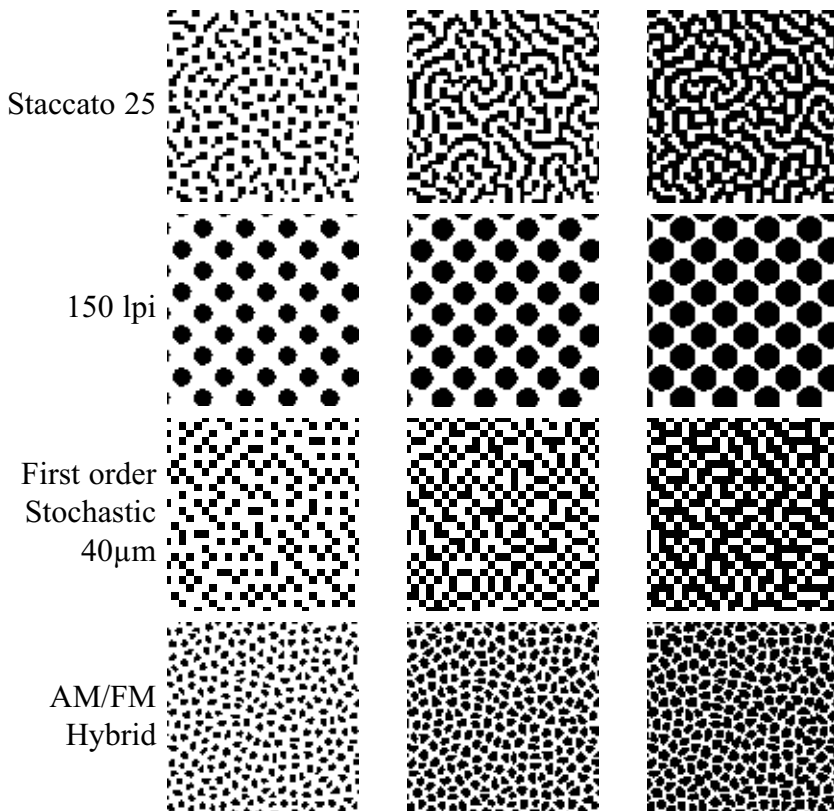 Staccato 25
150 lpi
First order
Stochastic
40µm
AM/FM
Hybrid